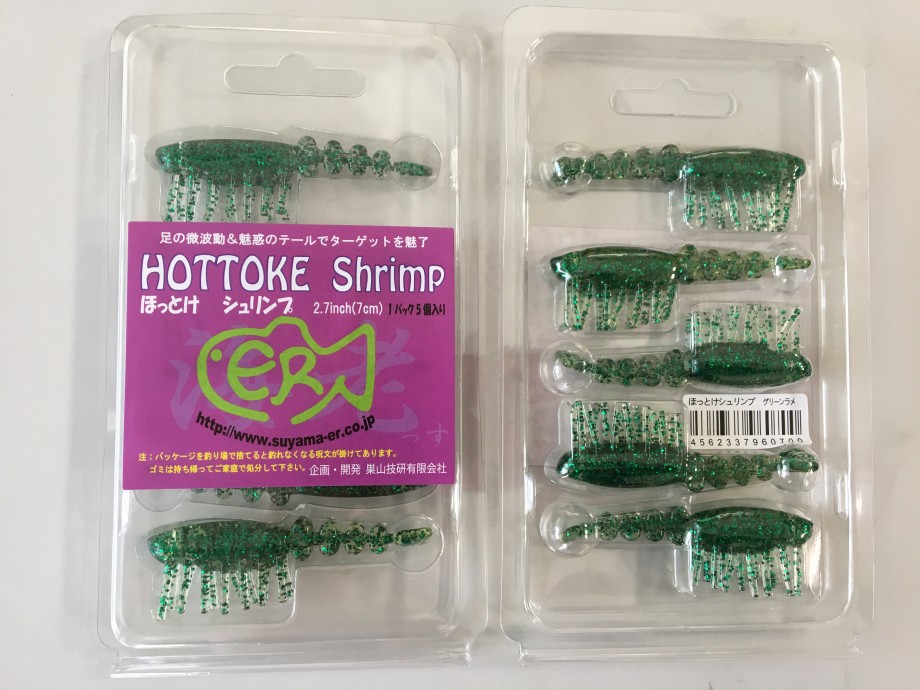 足の微波動&魅惑のテールでターゲットを魅了
HOTTOKE Shrimp
ほっとけ シュリンプ 2.7inch(7cm) 1パック5個入り
ER
http://www.suyama-er.co.jp
っす
注:パッケージを釣り場で捨てると釣れなくなる呪文が掛けてあります。
ゴミは持ち帰ってご家庭で処分して下さい。 企画・開発 巣山技研有限会社
ほっとけシュリンプ グリーンラメ
4562337960709